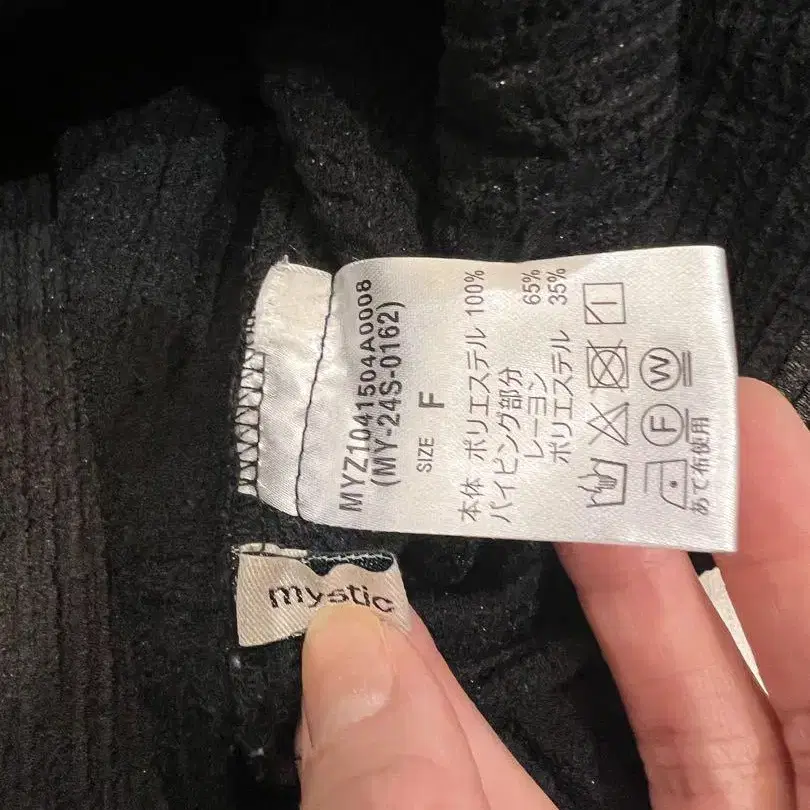 MYZ1041504A0008
(MY-24S-0162)
SIZE F
本体 ポリエステル 100%
パイピング部分
レーヨン 65%
ポリエステル 35%
F W
あて布使用
mystic